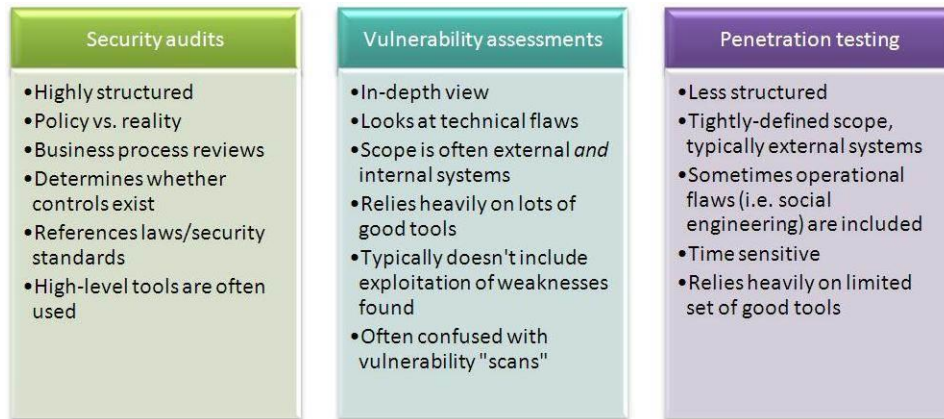 Security audits
•Highly structured
•Policy vs. reality
•Business process reviews
•Determines whether
controls exist
•References laws/security
standards
•High-level tools are often
used
Vulnerability assessments
•In-depth view
•Looks at technical flaws
•Scope is often external and
internal systems
•Relies heavily on lots of
good tools
•Typically doesn't include
exploitation of weaknesses
found
•Often confused with
vulnerability "scans"
Penetration testing
•Less structured
•Tightly-defined scope,
typically external systems
•Sometimes operational
flaws (i.e. social
engineering) are included
•Time sensitive
•Relies heavily on limited
set of good tools